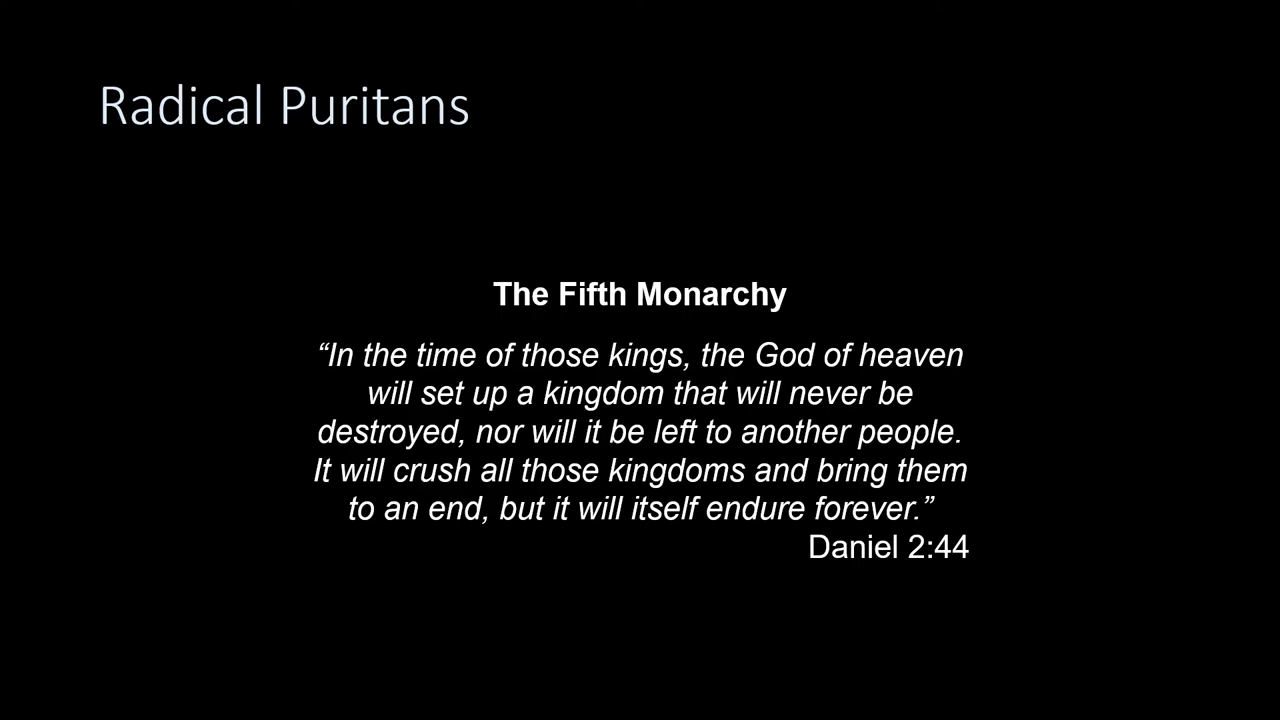 Radical Puritans
The Fifth Monarchy
“In the time of those kings, the God of heaven
will set up a kingdom that will never be
destroyed, nor will it be left to another people.
It will crush all those kingdoms and bring them
to an end, but it will itself endure forever.”
Daniel 2:44